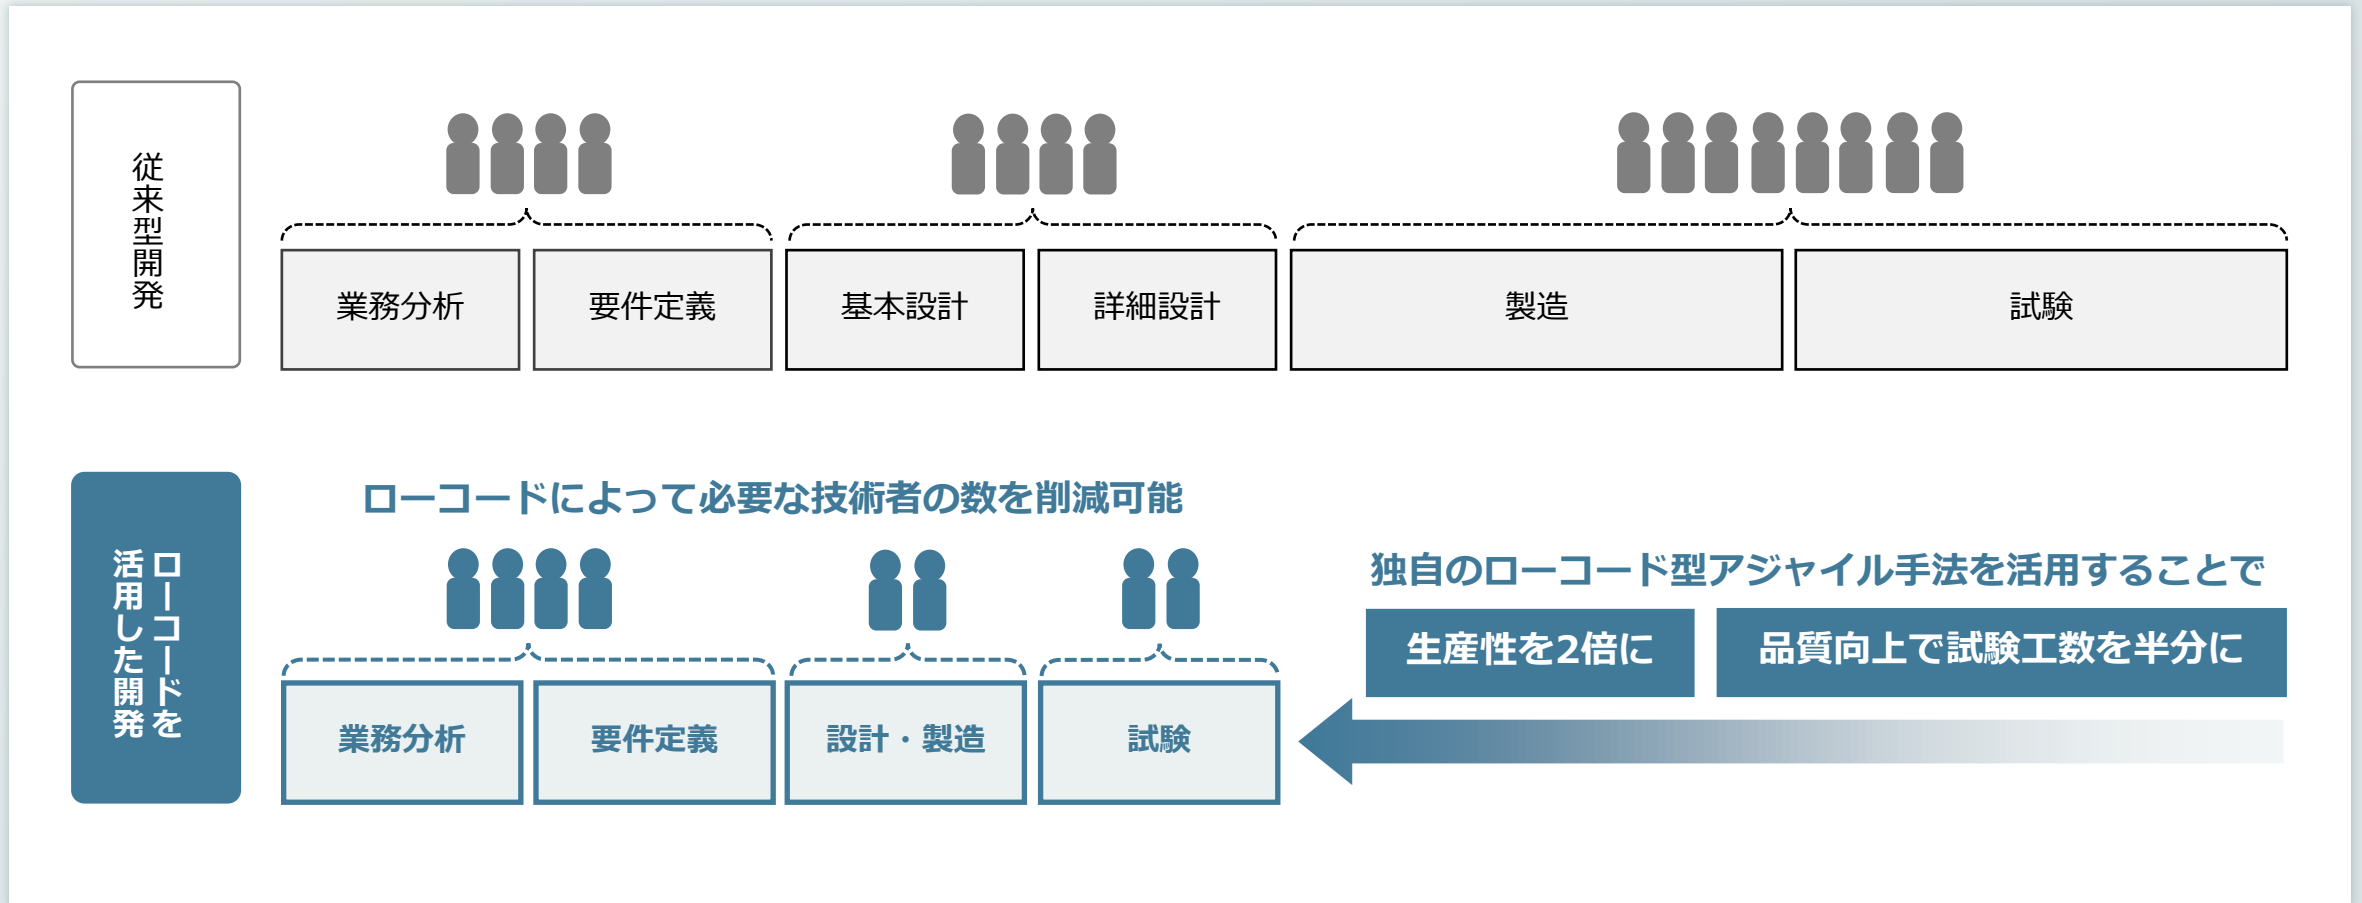 従来型開発
業務分析
要件定義
基本設計
詳細設計
製造
試験
ローコードを
活用した開発
ローコードによって必要な技術者の数を削減可能
業務分析
要件定義
設計・製造
試験
独自のローコード型アジャイル手法を活用することで
生産性を2倍に
品質向上で試験工数を半分に